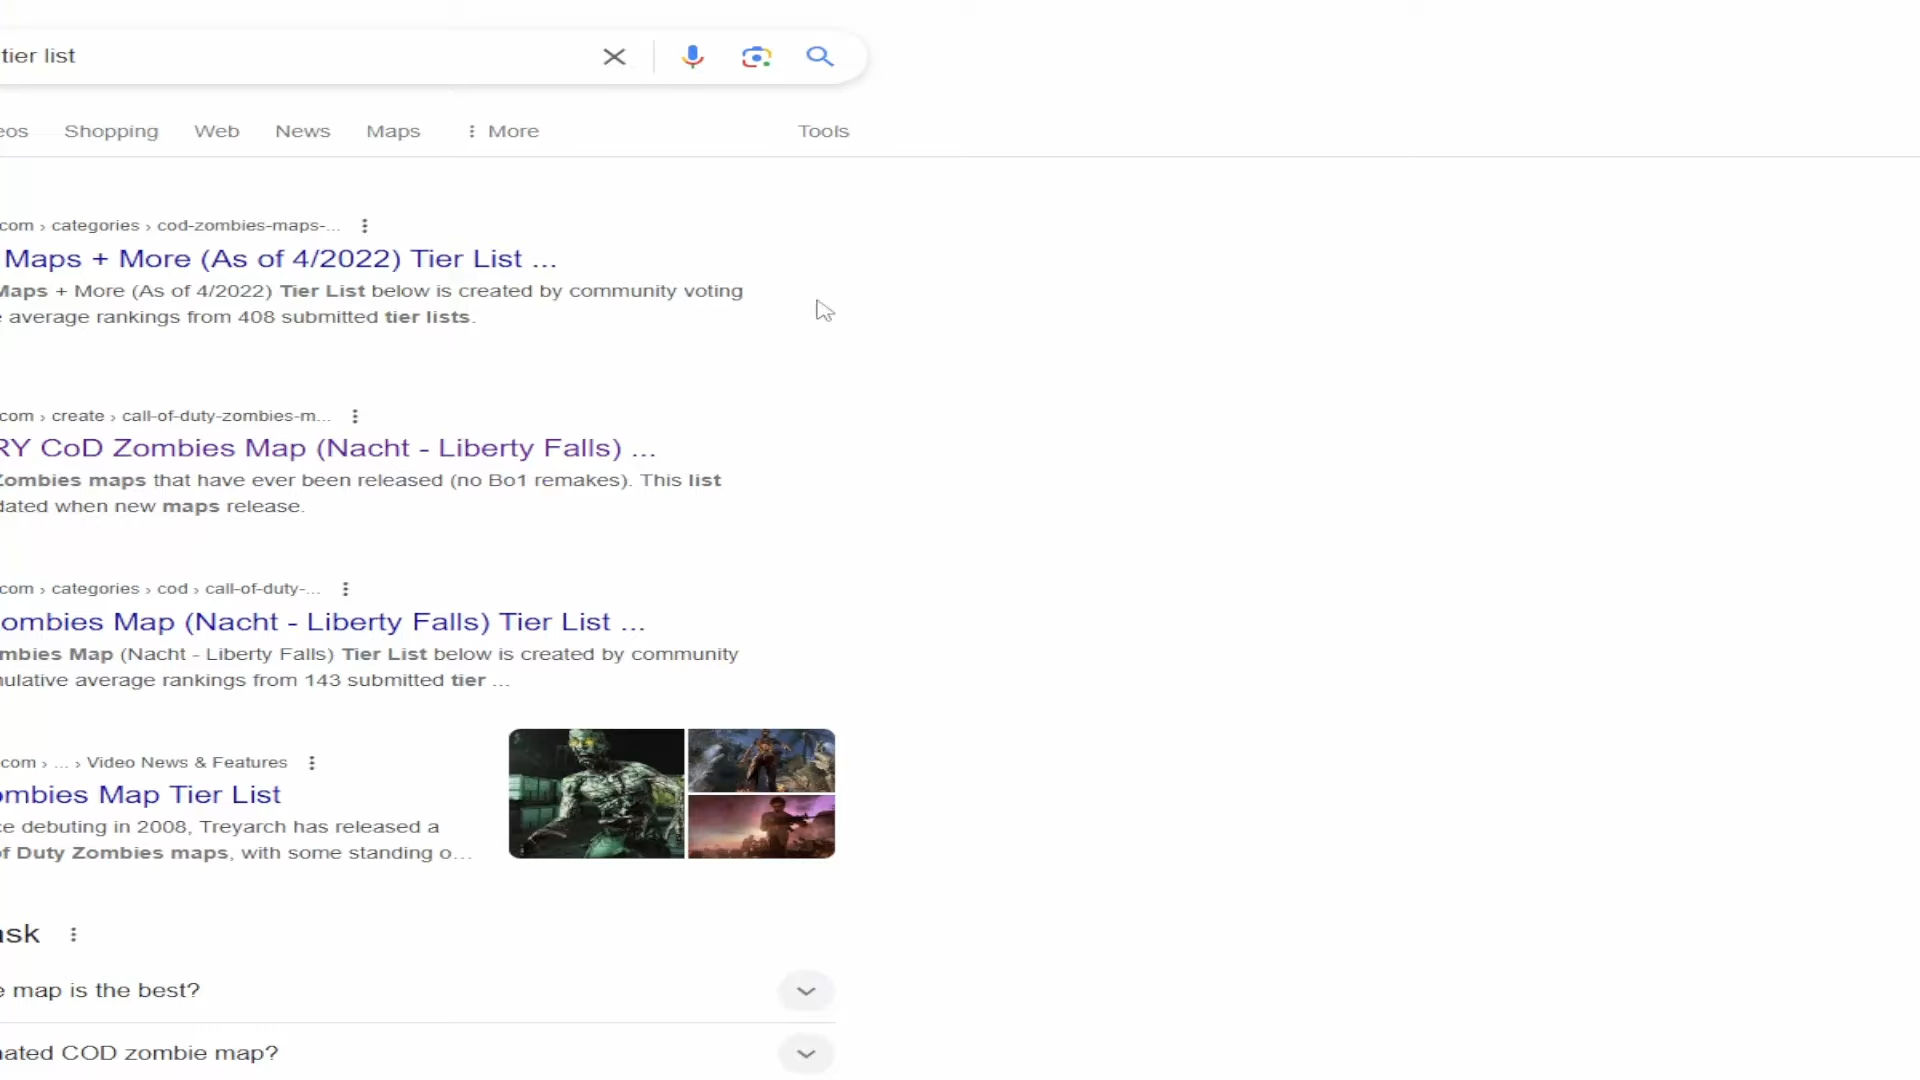 tier list
eos Shopping Web News Maps More Tools
com › categories › cod-zombies-maps-...
Maps + More (As of 4/2022) Tier List ...
Maps + More (As of 4/2022) Tier List below is created by community voting
e average rankings from 408 submitted tier lists.
com › create › call-of-duty-zombies-m...
RY CoD Zombies Map (Nacht - Liberty Falls) ...
Zombies maps that have ever been released (no Bo1 remakes). This list
dated when new maps release.
com › categories › cod › call-of-duty-...
ombies Map (Nacht - Liberty Falls) Tier List ...
mbies Map (Nacht - Liberty Falls) Tier List below is created by community
ulative average rankings from 143 submitted tier ...
com › ... › Video News & Features
ombies Map Tier List
ce debuting in 2008, Treyarch has released a
of Duty Zombies maps, with some standing o...
ask
e map is the best?
ated COD zombie map?